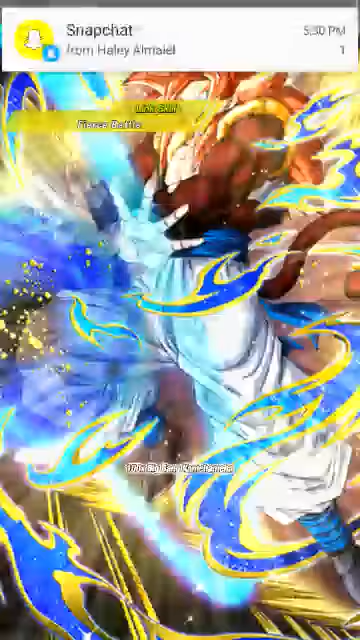 Snapchat
5:30 PM
from Haley Almaiel
1
Link Skill
Fierce Battle